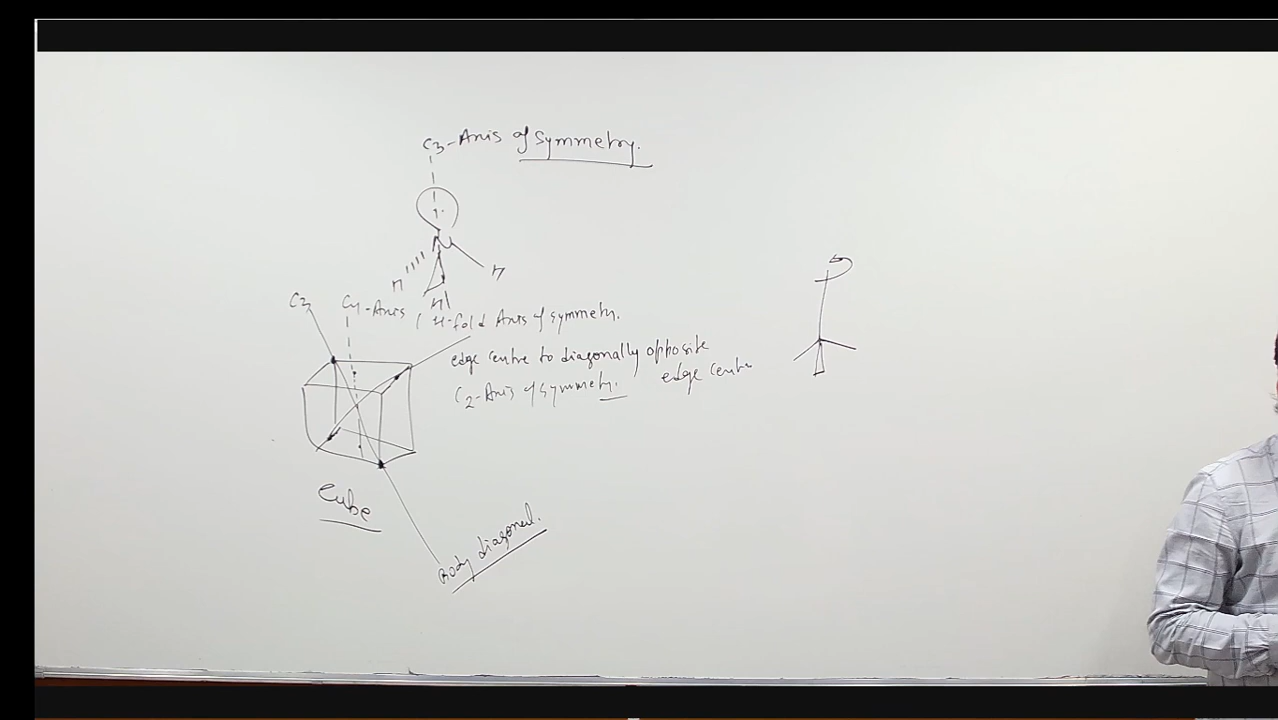 C3-Axis of Symmetry.
N
H
H
H
C3
C4-Axis (4-fold Axis of symmetry.
edge centre to diagonally opposite
edge centre
C2-Axis of symmetry.
Cube
Body diagonal.